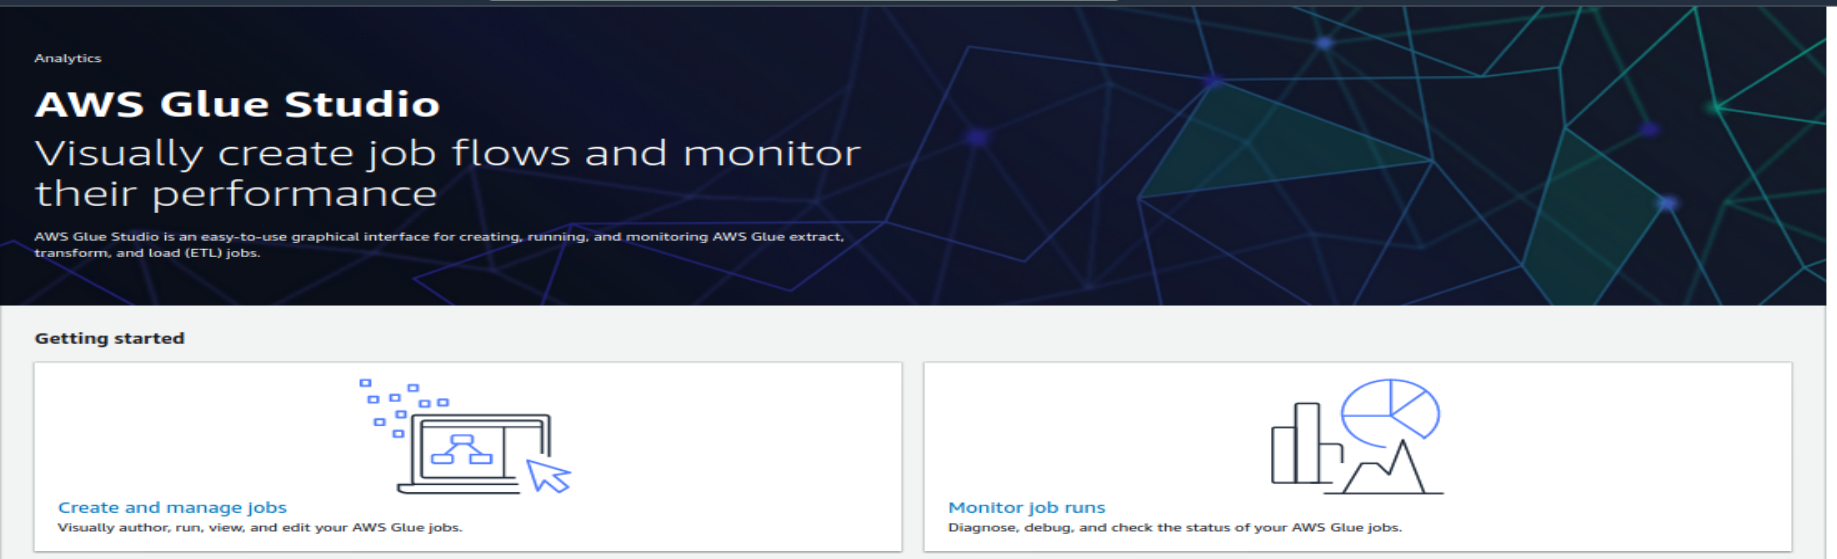 Analytics
AWS Glue Studio
Visually create job flows and monitor
their performance
AWS Glue Studio is an easy-to-use graphical interface for creating, running, and monitoring AWS Glue extract,
transform, and load (ETL) jobs.
Getting started
Create and manage jobs
Visually author, run, view, and edit your AWS Glue jobs.
Monitor job runs
Diagnose, debug, and check the status of your AWS Glue jobs.